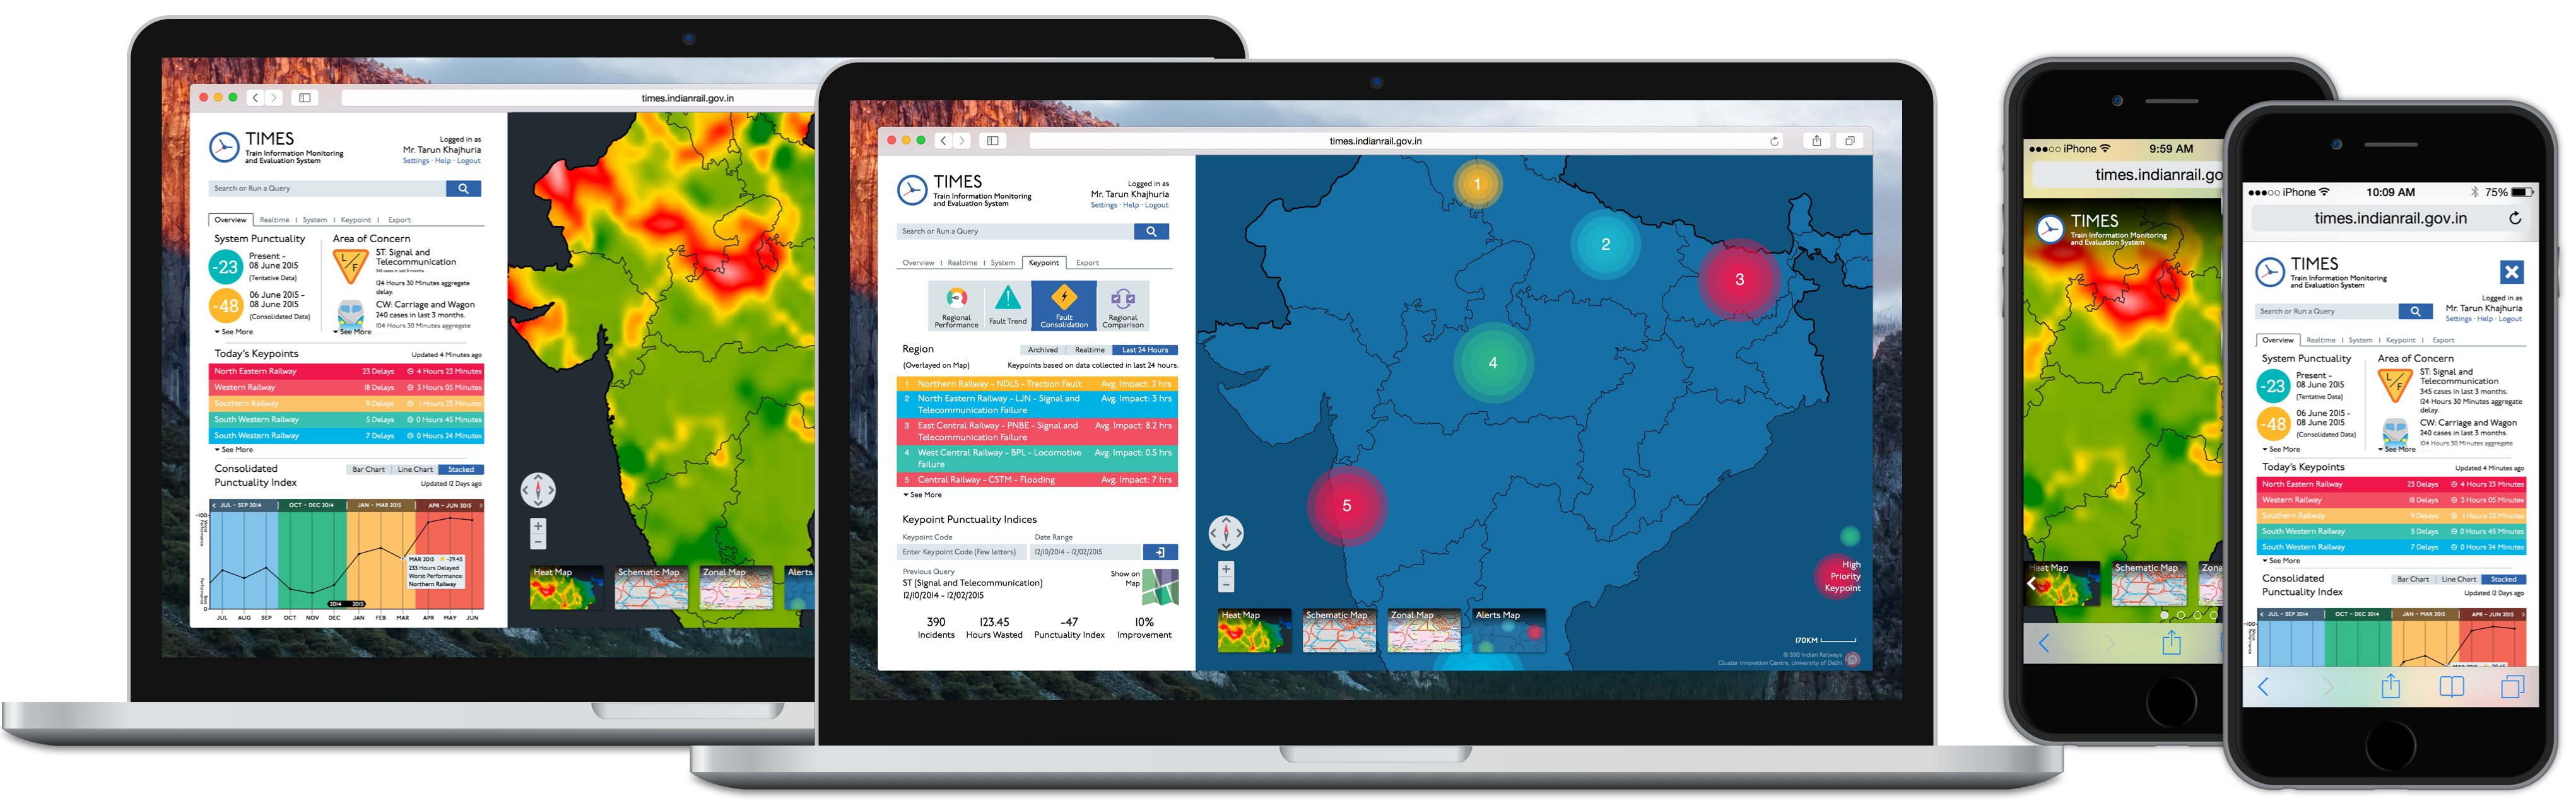 times.indianrail.gov.in
TIMES
Train Information Monitoring
and Evaluation System
Logged in as
Mr. Tarun Khajhuria
Settings · Help · Logout
Search or Run a Query
Overview | Realtime | System | Keypoint | Export
System Punctuality
-23
Present -
08 June 2015
(Tentative Data)
-48
06 June 2015 -
08 June 2015
(Consolidated Data)
See More
Area of Concern
L/F
ST: Signal and
Telecommunication
345 cases in last 3 months
124 Hours 30 Minutes aggregate
delay.
CW: Carriage and Wagon
240 cases in last 3 months.
104 Hours 30 Minutes aggregate
See More
Today's Keypoints
Updated 4 Minutes ago
North Eastern Railway 23 Delays 4 Hours 23 Minutes
Western Railway 18 Delays 3 Hours 05 Minutes
Southern Railway 9 Delays 1 Hours 23 Minutes
South Western Railway 5 Delays 0 Hours 45 Minutes
South Western Railway 7 Delays 0 Hours 24 Minutes
See More
Consolidated
Punctuality Index
Bar Chart | Line Chart | Stacked
Updated 12 Days ago
JUL - SEP 2014 OCT - DEC 2014 JAN - MAR 2015 APR - JUN 2015
-100
Worst
Performance
MAR 2015 -29.45
233 Hours Delayed
Worst Performance:
Northern Railway
Performance
Best
0
2014 2015
JUL AUG SEP OCT NOV DEC JAN FEB MAR APR MAY JUN
Heat Map
Schematic Map
Zonal Map
Alerts
times.indianrail.gov.in
TIMES
Train Information Monitoring
and Evaluation System
Logged in as
Mr. Tarun Khajhuria
Settings · Help · Logout
Search or Run a Query
Overview | Realtime | System | Keypoint | Export
Regional
Performance
Fault Trend
Fault
Consolidation
Regional
Comparison
Region
(Overlayed on Map)
Archived | Realtime | Last 24 Hours
Keypoints based on data collected in last 24 hours.
1 Northern Railway - NDLS - Traction Fault Avg. Impact: 2 hrs
2 North Eastern Railway - LJN - Signal and Avg. Impact: 3 hrs
Telecommunication Failure
3 East Central Railway - PNBE - Signal and Avg. Impact: 8.2 hrs
Telecommunication Failure
4 West Central Railway - BPL - Locomotive Avg. Impact: 0.5 hrs
Failure
5 Central Railway - CSTM - Flooding Avg. Impact: 7 hrs
See More
Keypoint Punctuality Indices
Keypoint Code
Date Range
Enter Keypoint Code (Few letters)
12/10/2014 - 12/02/2015
Previous Query
ST (Signal and Telecommunication)
12/10/2014 - 12/02/2015
Show on
Map
390 123.45 -47 10%
Incidents Hours Wasted Punctuality Index Improvement
1
2
3
4
5
High
Priority
Keypoint
Heat Map
Schematic Map
Zonal Map
Alerts Map
170KM
© 2015 Indian Railways
Cluster Innovation Centre, University of Delhi
iPhone 9:59 AM
times.indianrail.go
TIMES
Train Information Monitoring
and Evaluation System
Heat Map
Schematic Map
Zona
iPhone 10:09 AM 75%
times.indianrail.gov.in
TIMES
Train Information Monitoring
and Evaluation System
Logged in as
Mr. Tarun Khajhuria
Settings · Help · Logout
Search or Run a Query
Overview | Realtime | System | Keypoint | Export
System Punctuality
-23
Present -
08 June 2015
(Tentative Data)
-48
06 June 2015 -
08 June 2015
(Consolidated Data)
See More
Area of Concern
L/F
ST: Signal and
Telecommunication
345 cases in last 3 months.
124 Hours 30 Minutes aggregate
delay.
CW: Carriage and Wagon
240 cases in last 3 months.
104 Hours 30 Minutes aggregate
See More
Today's Keypoints
Updated 4 Minutes ago
North Eastern Railway 23 Delays 4 Hours 23 Minutes
Western Railway 18 Delays 3 Hours 05 Minutes
Southern Railway 9 Delays 1 Hours 23 Minutes
South Western Railway 5 Delays 0 Hours 45 Minutes
South Western Railway 7 Delays 0 Hours 24 Minutes
See More
Consolidated
Punctuality Index
Bar Chart | Line Chart | Stacked
Updated 12 Days ago
JUL - SEP 2014 OCT - DEC 2014 JAN - MAR 2015 APR - JUN 2015
-100
Worst
MAR 2015 -29.45